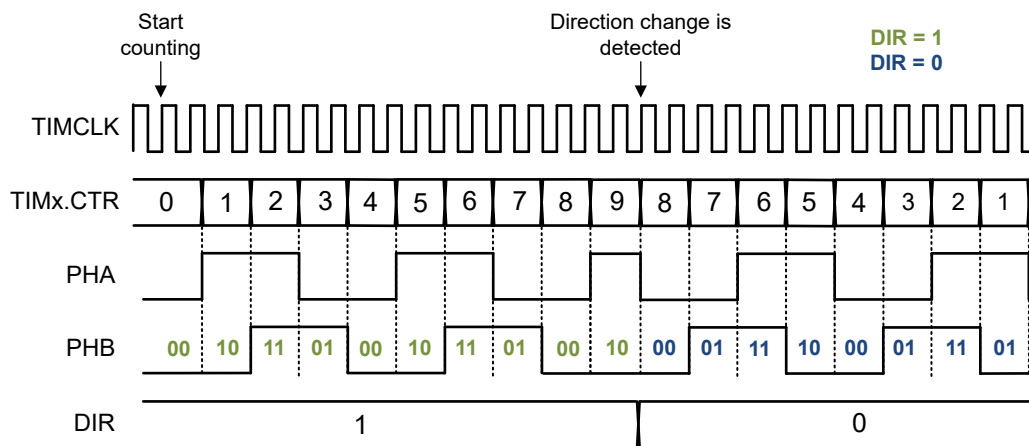 Start
counting
Direction change is
detected
DIR = 1
DIR = 0
TIMCLK
TIMx.CTR 0 1 2 3 4 5 6 7 8 9 8 7 6 5 4 3 2 1
PHA
PHB 00 10 11 01 00 10 11 01 00 10 00 01 11 10 00 01 11 01
DIR 1 0